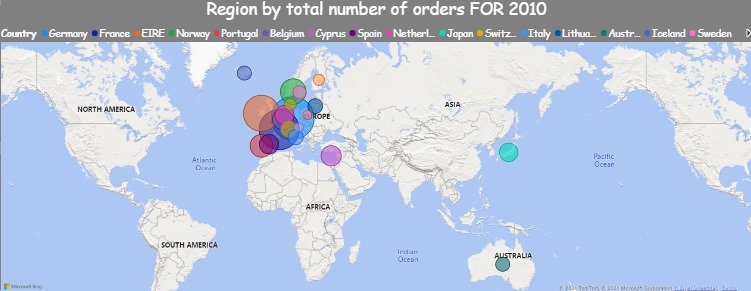 Region by total number of orders FOR 2010
Country Germany France EIRE Norway Portugal Belgium Cyprus Spain Netherl... Japan Switz... Italy Lithua... Austr... Iceland Sweden
NORTH AMERICA
ASIA
ROPE
Atlantic
Ocean
Pacific
Ocean
AFRICA
SOUTH AMERICA
Indian
Ocean
AUSTRALIA
Microsoft Bing
© 2024 TomTom, © 2024 Microsoft Corporation, © OpenStreetMap Terms